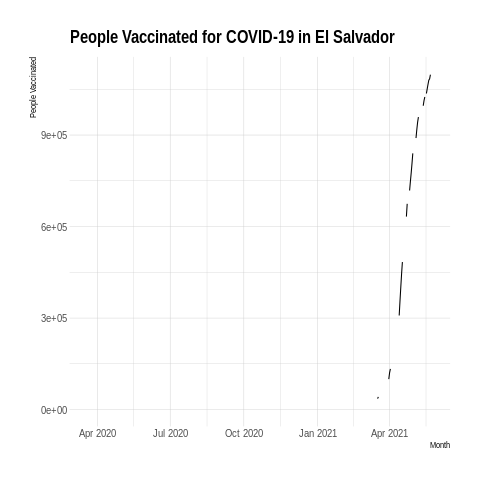 People Vaccinated for COVID-19 in El Salvador
People Vaccinated
9e+05
6e+05
3e+05
0e+00
Apr 2020 Jul 2020 Oct 2020 Jan 2021 Apr 2021
Month